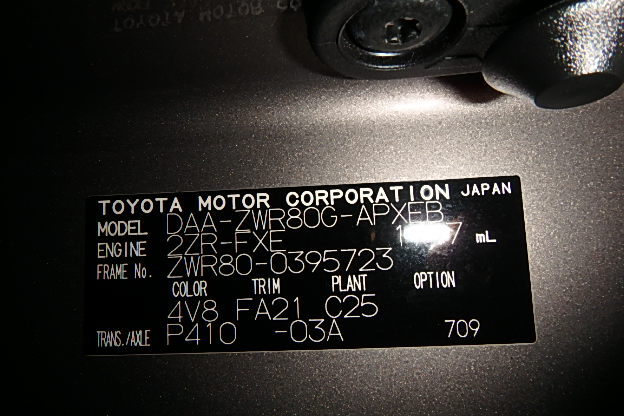 TOYOTA MOTOR CORPORATION JAPAN
MODEL DAA-ZWR80G-APXEB
ENGINE 2ZR-FXE mL
FRAME No. ZWR80-0395723
COLOR TRIM PLANT OPTION
4V8 FA21 C25
TRANS./AXLE P410 -03A 709